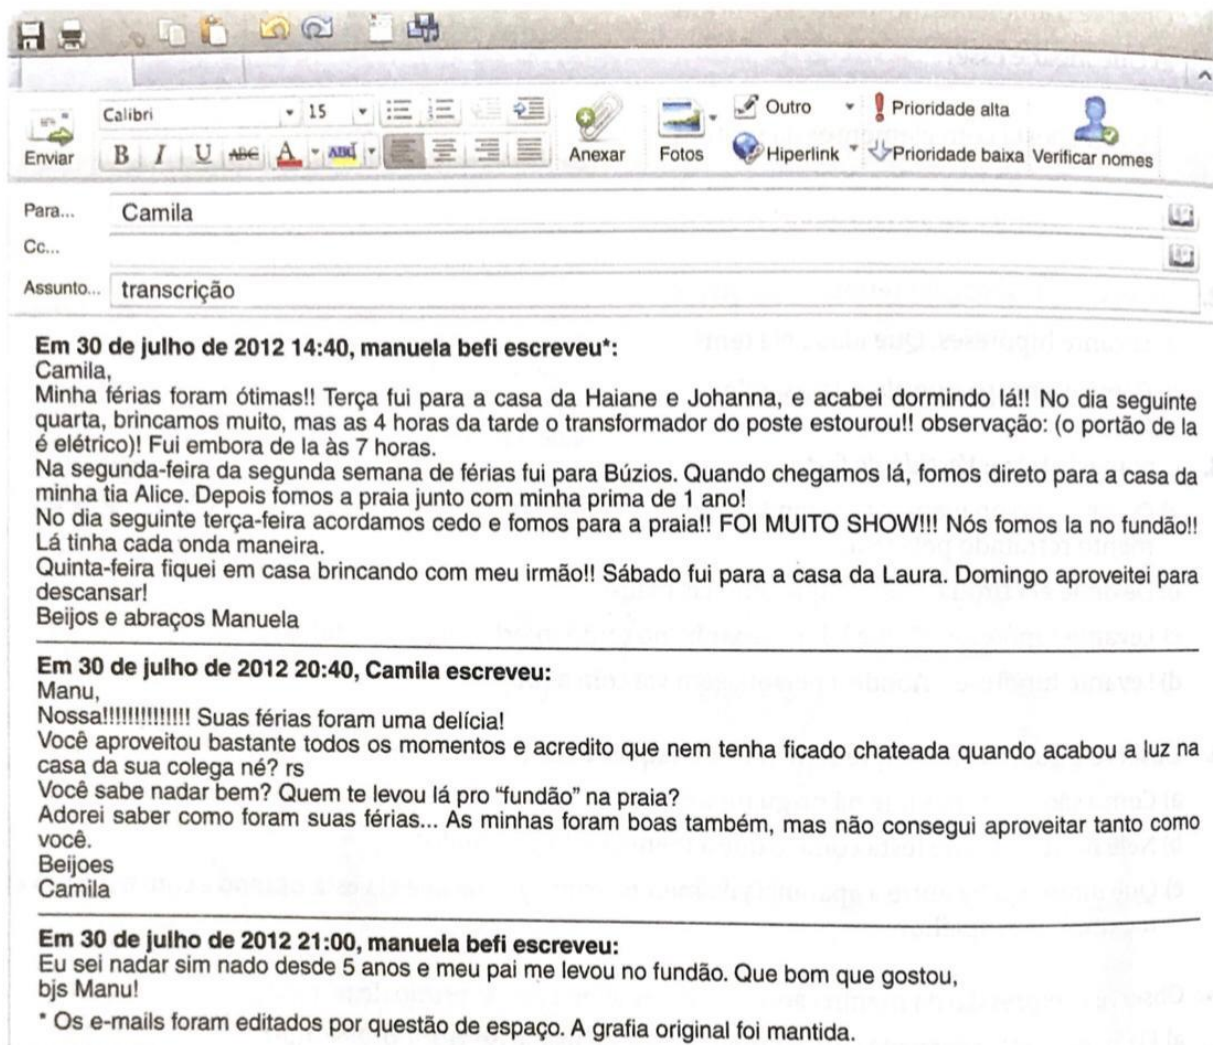 Calibri
15
Outro
Prioridade alta
Enviar
B I U ABC A ab
Anexar
Fotos
Hiperlink
Prioridade baixa
Verificar nomes
Para... Camila
Cc...
Assunto... transcrição
Em 30 de julho de 2012 14:40, manuela befi escreveu*:
Camila,
Minha férias foram ótimas!! Terça fui para a casa da Haiane e Johanna, e acabei dormindo lá!! No dia seguinte
quarta, brincamos muito, mas as 4 horas da tarde o transformador do poste estourou!! observação: (o portão de la
é elétrico)! Fui embora de la às 7 horas.
Na segunda-feira da segunda semana de férias fui para Búzios. Quando chegamos lá, fomos direto para a casa da
minha tia Alice. Depois fomos a praia junto com minha prima de 1 ano!
No dia seguinte terça-feira acordamos cedo e fomos para a praia!! FOI MUITO SHOW!!! Nós fomos la no fundão!!
Lá tinha cada onda maneira.
Quinta-feira fiquei em casa brincando com meu irmão!! Sábado fui para a casa da Laura. Domingo aproveitei para
descansar!
Beijos e abraços Manuela
Em 30 de julho de 2012 20:40, Camila escreveu:
Manu,
Nossa!!!!!!!!!!!!!!! Suas férias foram uma delícia!
Você aproveitou bastante todos os momentos e acredito que nem tenha ficado chateada quando acabou a luz na
casa da sua colega né? rs
Você sabe nadar bem? Quem te levou lá pro “fundão” na praia?
Adorei saber como foram suas férias... As minhas foram boas também, mas não consegui aproveitar tanto como
você.
Beijoes
Camila
Em 30 de julho de 2012 21:00, manuela befi escreveu:
Eu sei nadar sim nado desde 5 anos e meu pai me levou no fundão. Que bom que gostou,
bjs Manu!
* Os e-mails foram editados por questão de espaço. A grafia original foi mantida.